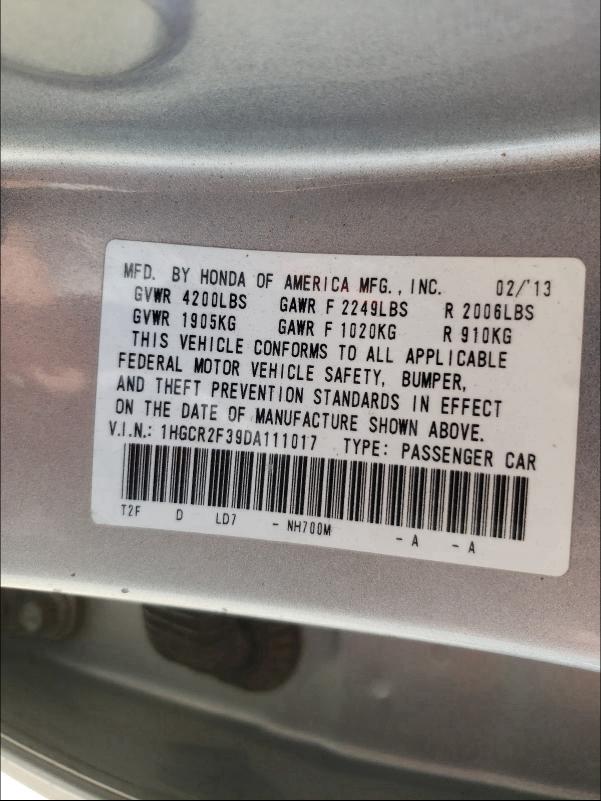 MFD. BY HONDA OF AMERICA MFG., INC. 02/'13
GVWR 4200LBS GAWR F 2249LBS R 2006LBS
GVWR 1905KG GAWR F 1020KG R 910KG
THIS VEHICLE CONFORMS TO ALL APPLICABLE
FEDERAL MOTOR VEHICLE SAFETY, BUMPER,
AND THEFT PREVENTION STANDARDS IN EFFECT
ON THE DATE OF MANUFACTURE SHOWN ABOVE.
V.I.N.: 1HGCR2F39DA111017 TYPE: PASSENGER CAR
T2F D LD7 - NH700M - A - A